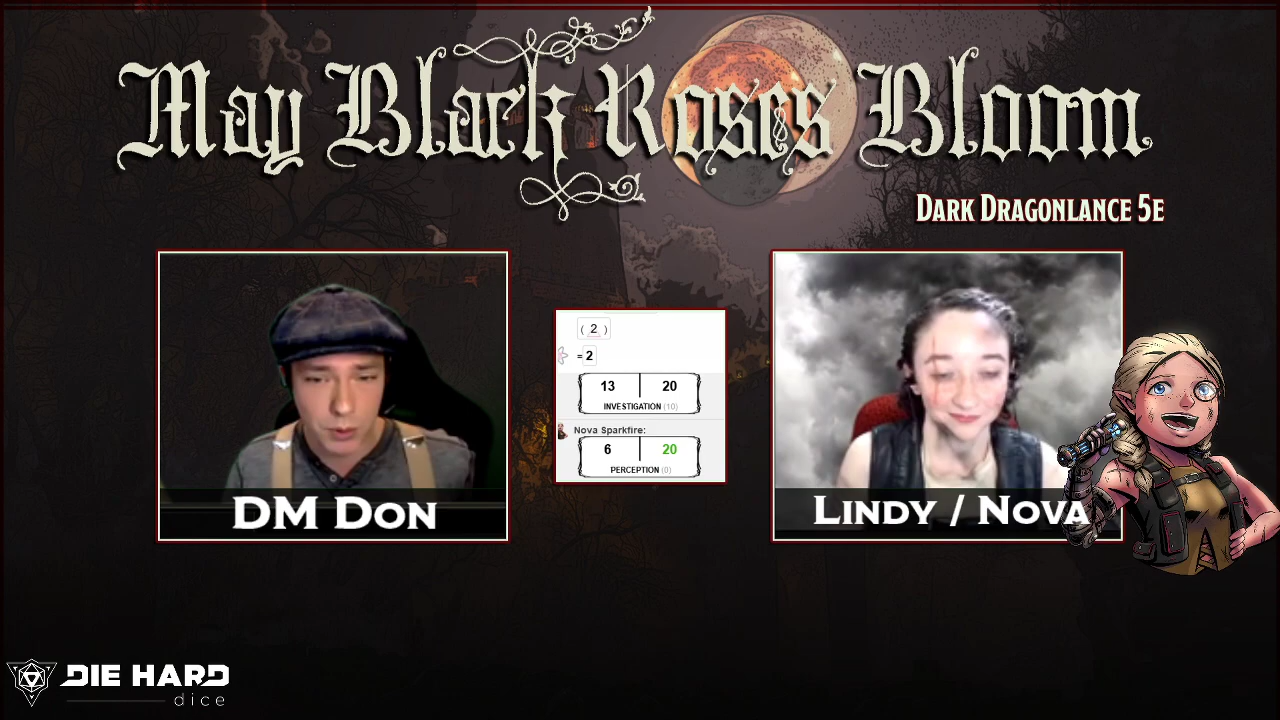 May Black Roses Bloom
Dark Dragonlance 5e
( 2 )
= 2
13 20
INVESTIGATION (10)
Nova Sparkfire:
6 20
PERCEPTION (0)
DM Don
Lindy / Nova
DIE HARD
dice